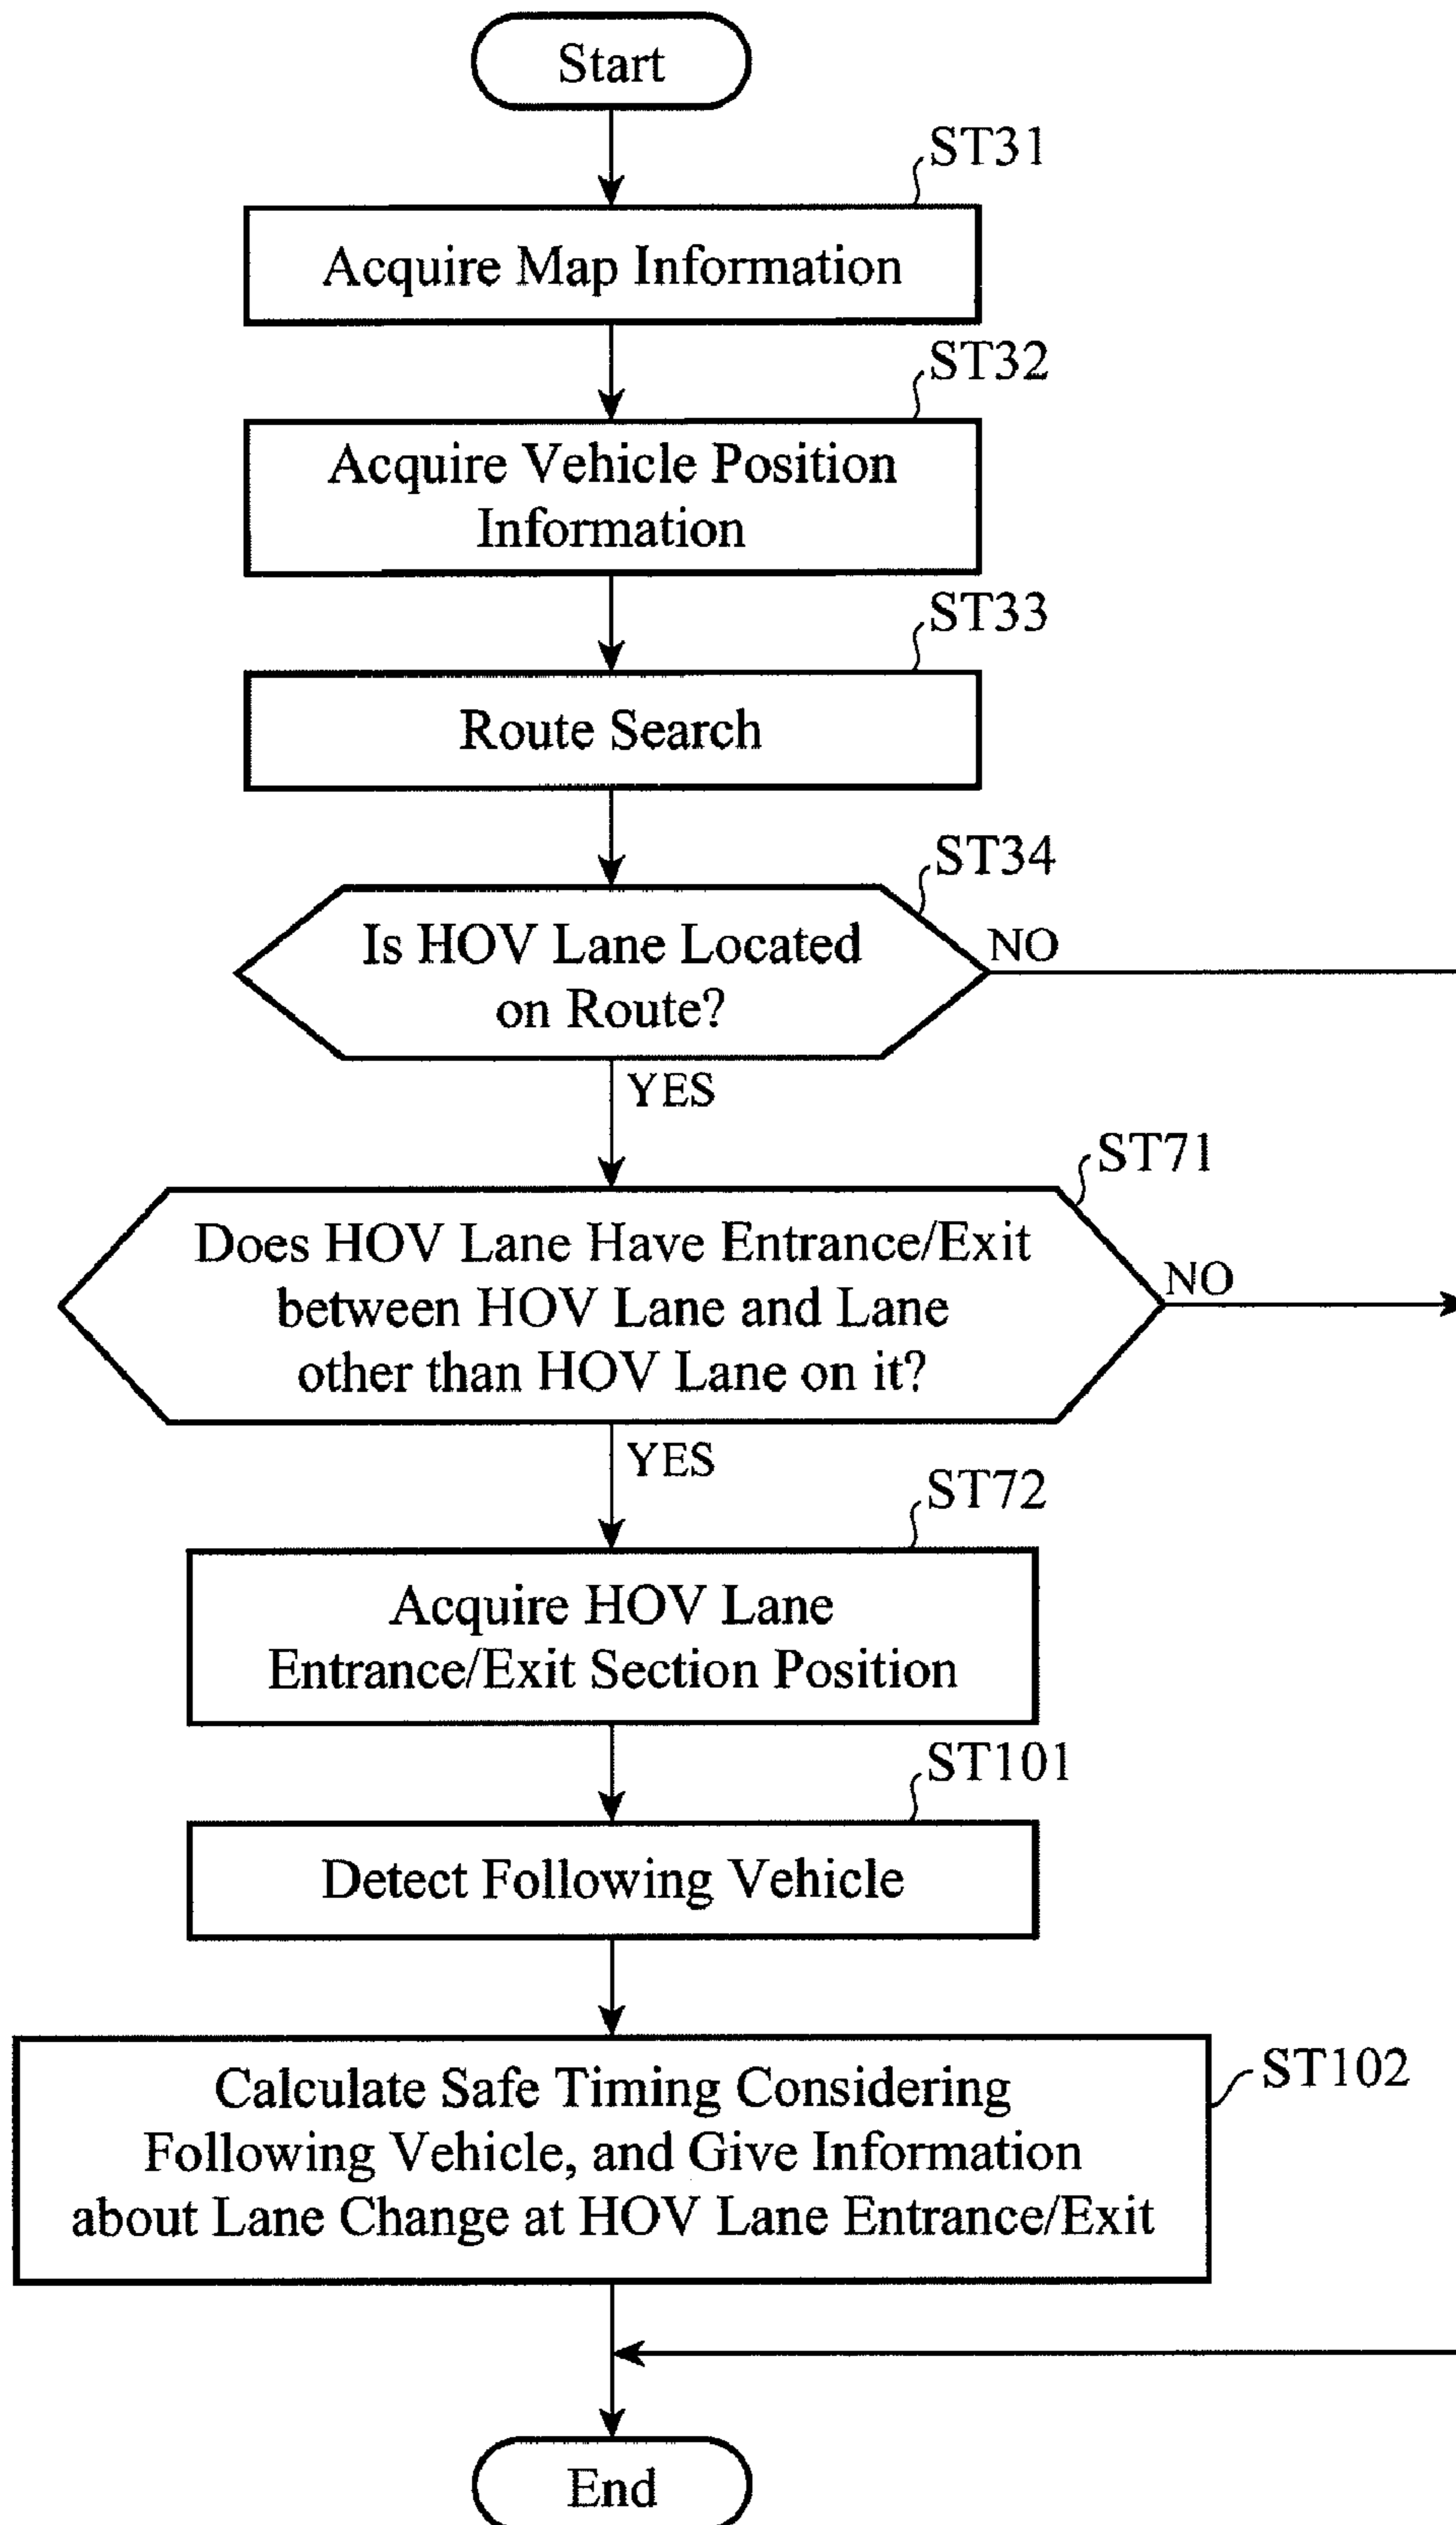 Start
ST31
Acquire Map Information
ST32
Acquire Vehicle Position
Information
ST33
Route Search
ST34
Is HOV Lane Located
on Route?
NO
YES
ST71
Does HOV Lane Have Entrance/Exit
between HOV Lane and Lane
other than HOV Lane on it?
NO
YES
ST72
Acquire HOV Lane
Entrance/Exit Section Position
ST101
Detect Following Vehicle
ST102
Calculate Safe Timing Considering
Following Vehicle, and Give Information
about Lane Change at HOV Lane Entrance/Exit
End